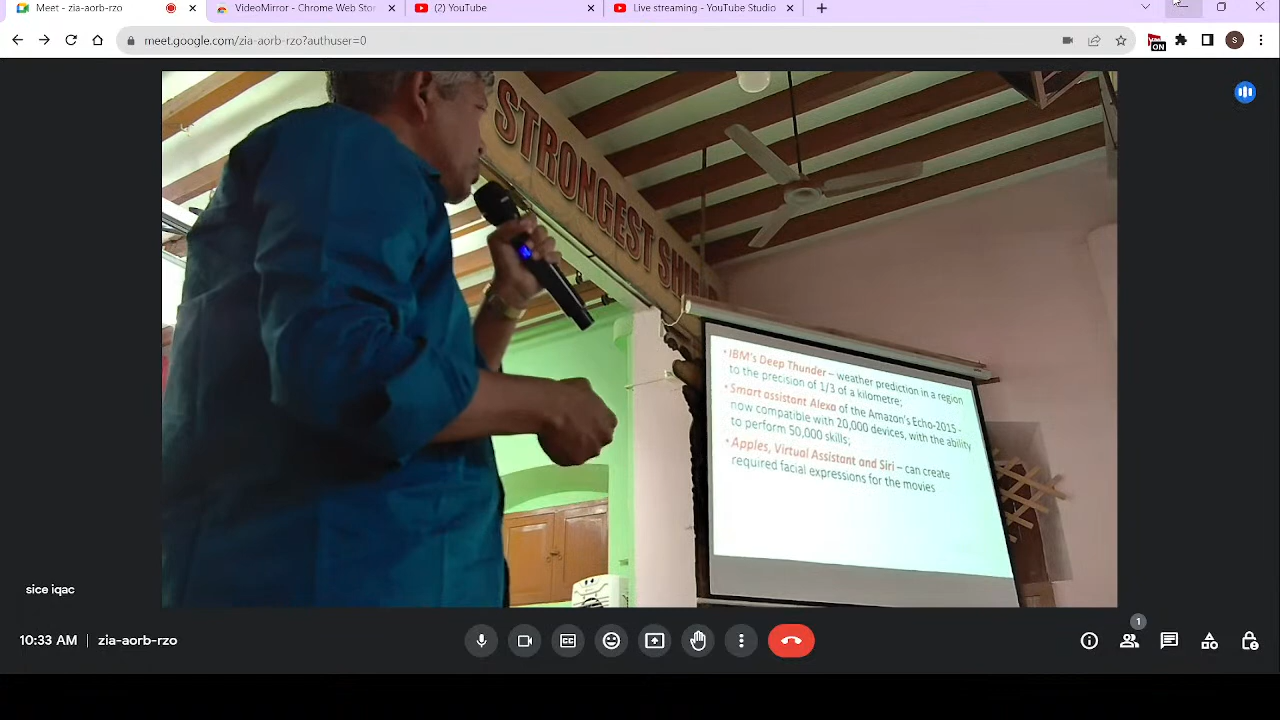 Meet - zia-aorb-rzo
VideoMirror - Chrome Web Stor
(2) YouTube
Live streaming - YouTube Studio
meet.google.com/zia-aorb-rzo?authuser=0
ON
S
STRONGEST SHIELD
• IBM's Deep Thunder – weather prediction in a region
to the precision of 1/3 of a kilometre;
• Smart assistant Alexa of the Amazon's Echo-2015 -
now compatible with 20,000 devices, with the ability
to perform 50,000 skills;
• Apples, Virtual Assistant and Siri – can create
required facial expressions for the movies
sice iqac
10:33 AM | zia-aorb-rzo
CC
1